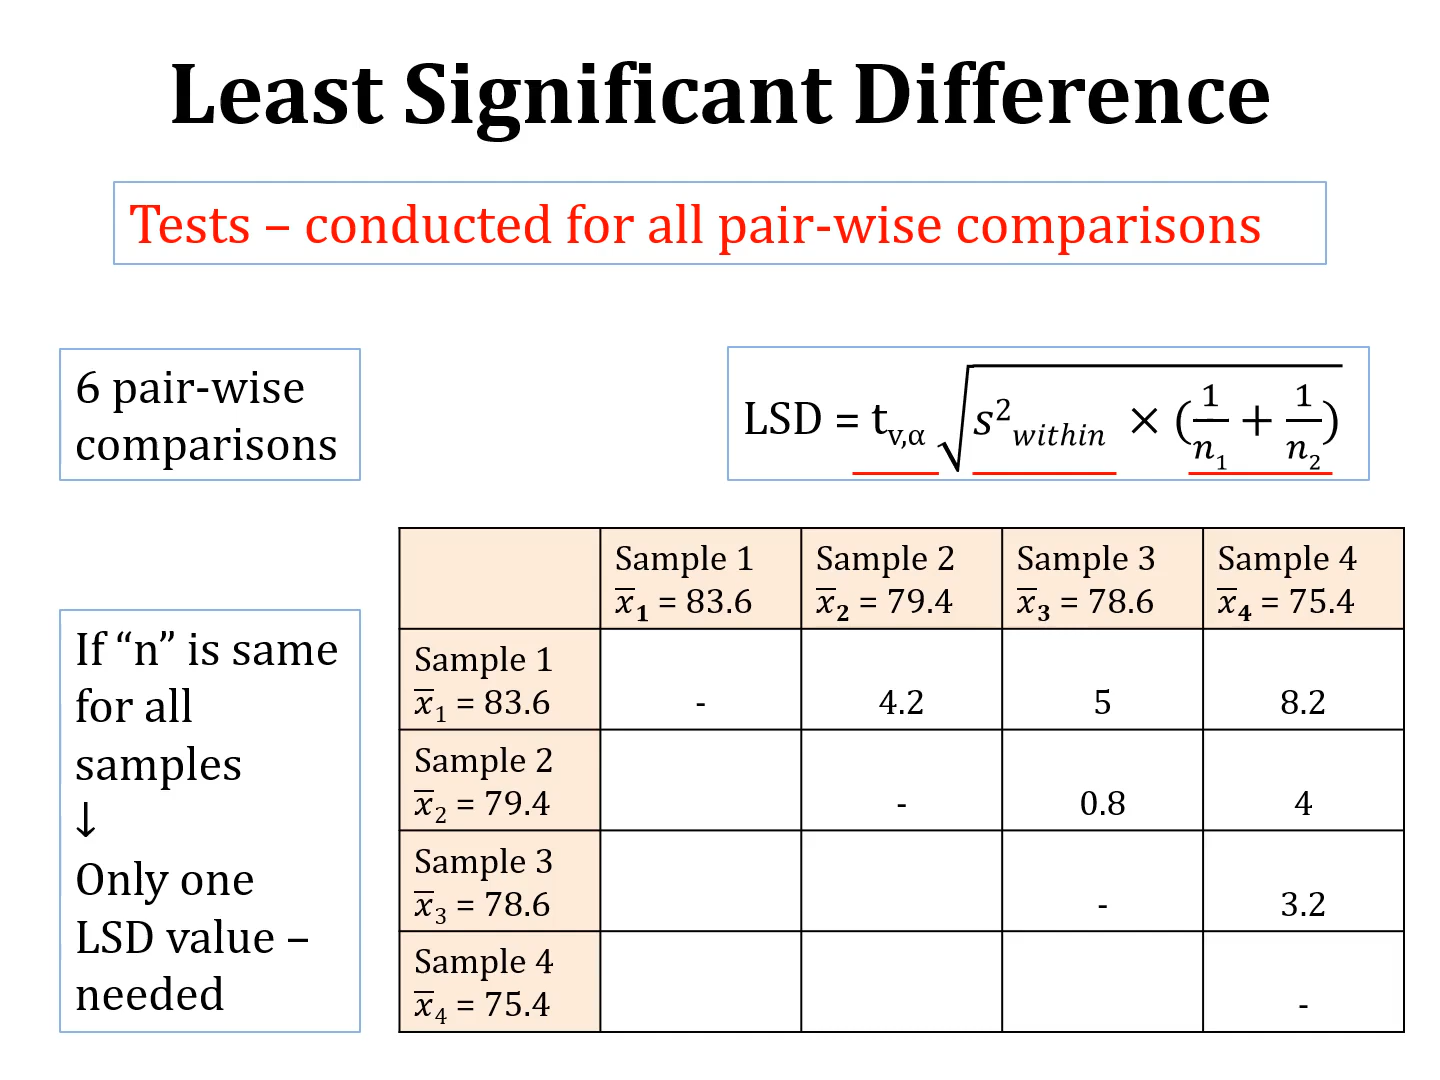 Least Significant Difference
Tests – conducted for all pair-wise comparisons
6 pair-wise
comparisons
LSD = t_{v,α} √(s²_{within} × (1/n₁ + 1/n₂))
If “n” is same
for all
samples
↓
Only one
LSD value –
needed
Sample 1 Sample 2 Sample 3 Sample 4
x̅₁ = 83.6 x̅₂ = 79.4 x̅₃ = 78.6 x̅₄ = 75.4
Sample 1
x̅₁ = 83.6 - 4.2 5 8.2
Sample 2
x̅₂ = 79.4 - 0.8 4
Sample 3
x̅₃ = 78.6 - 3.2
Sample 4
x̅₄ = 75.4 -